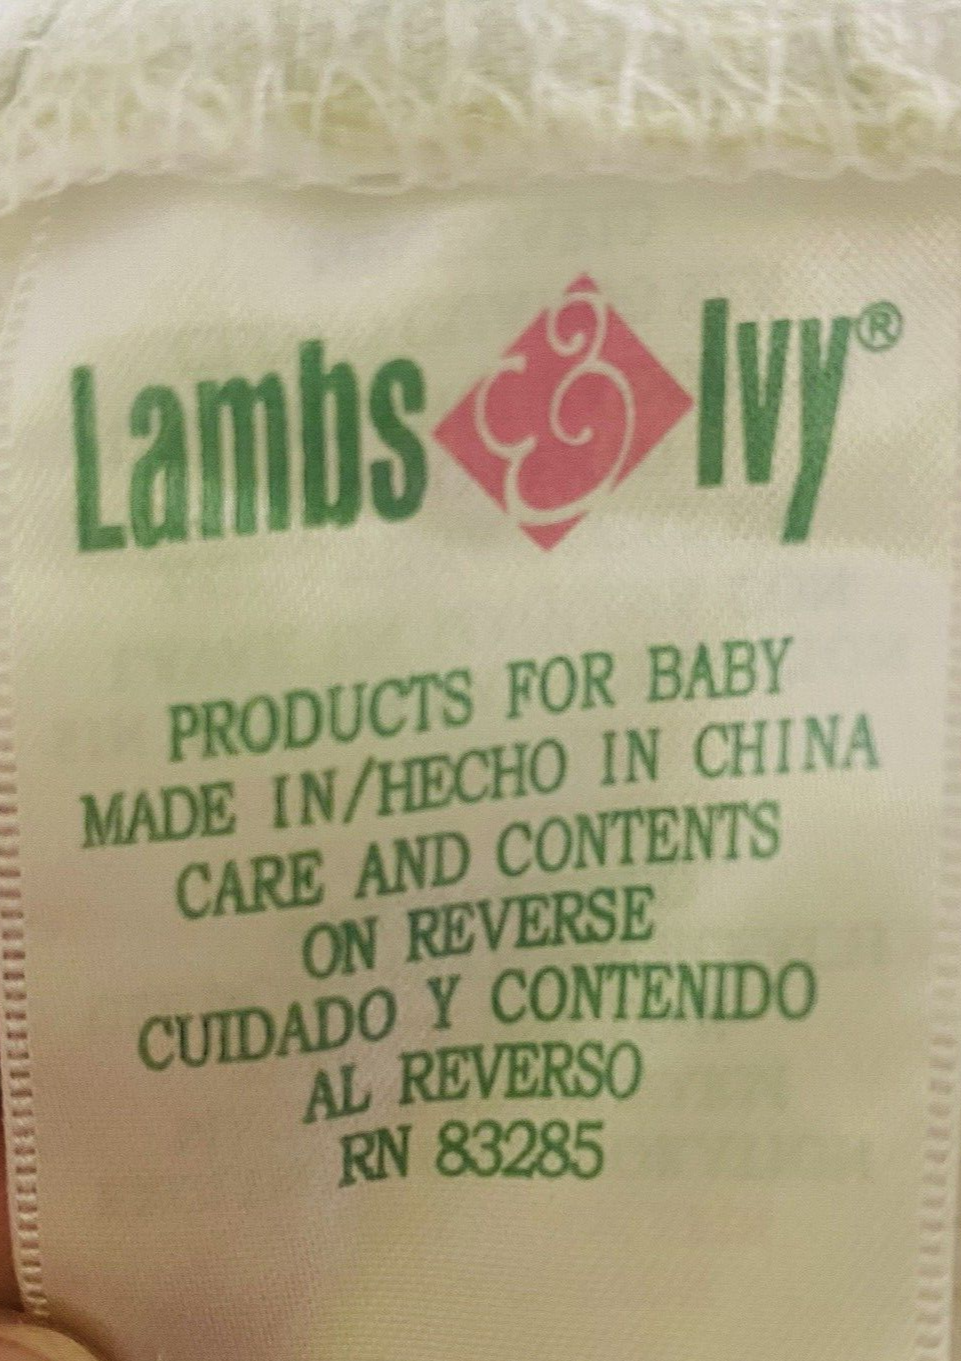 Lambs & Ivy®
PRODUCTS FOR BABY
MADE IN/HECHO IN CHINA
CARE AND CONTENTS
ON REVERSE
CUIDADO Y CONTENIDO
AL REVERSO
RN 83285